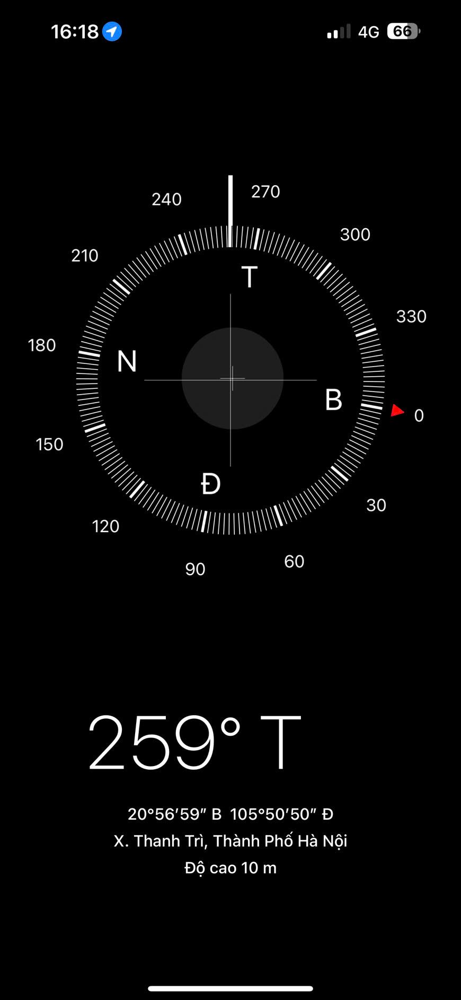 16:18 4G 66
240 270
210 300
T
330
180 N
B
0
150 Đ
30
120
60
90
259° T
20°56′59″ B 105°50′50″ Đ
X. Thanh Trì, Thành Phố Hà Nội
Độ cao 10 m